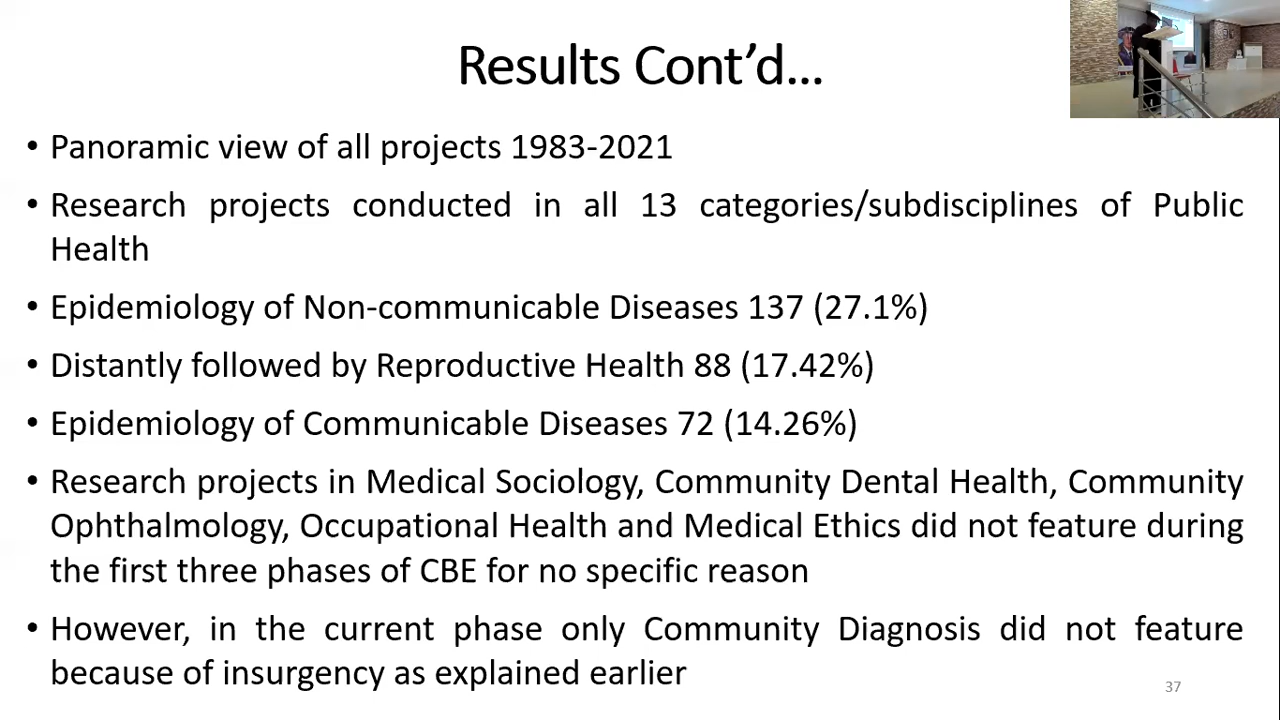 Results Cont'd...
• Panoramic view of all projects 1983-2021
• Research projects conducted in all 13 categories/subdisciplines of Public
Health
• Epidemiology of Non-communicable Diseases 137 (27.1%)
• Distantly followed by Reproductive Health 88 (17.42%)
• Epidemiology of Communicable Diseases 72 (14.26%)
• Research projects in Medical Sociology, Community Dental Health, Community
Ophthalmology, Occupational Health and Medical Ethics did not feature during
the first three phases of CBE for no specific reason
• However, in the current phase only Community Diagnosis did not feature
because of insurgency as explained earlier
37